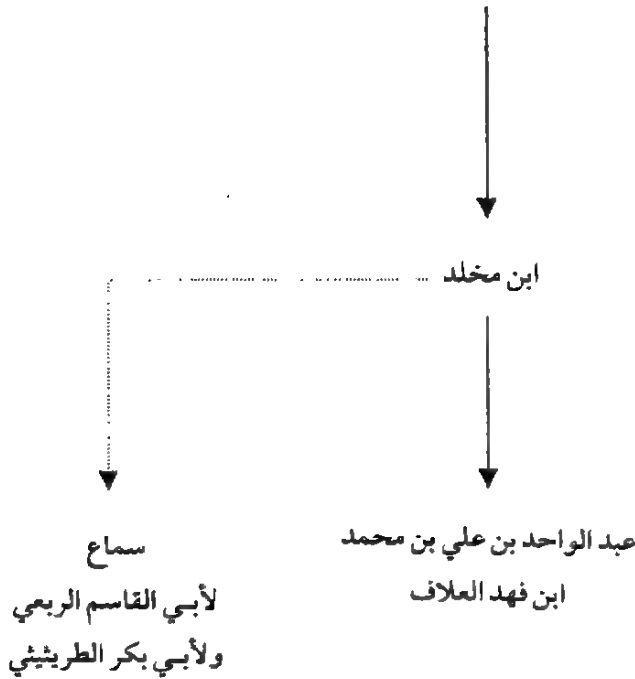 ابن مخلد
عبد الواحد بن علي بن محمد
ابن فهد العلاف
سماع
لأبي القاسم الربعي
ولأبي بكر الطريثيثي